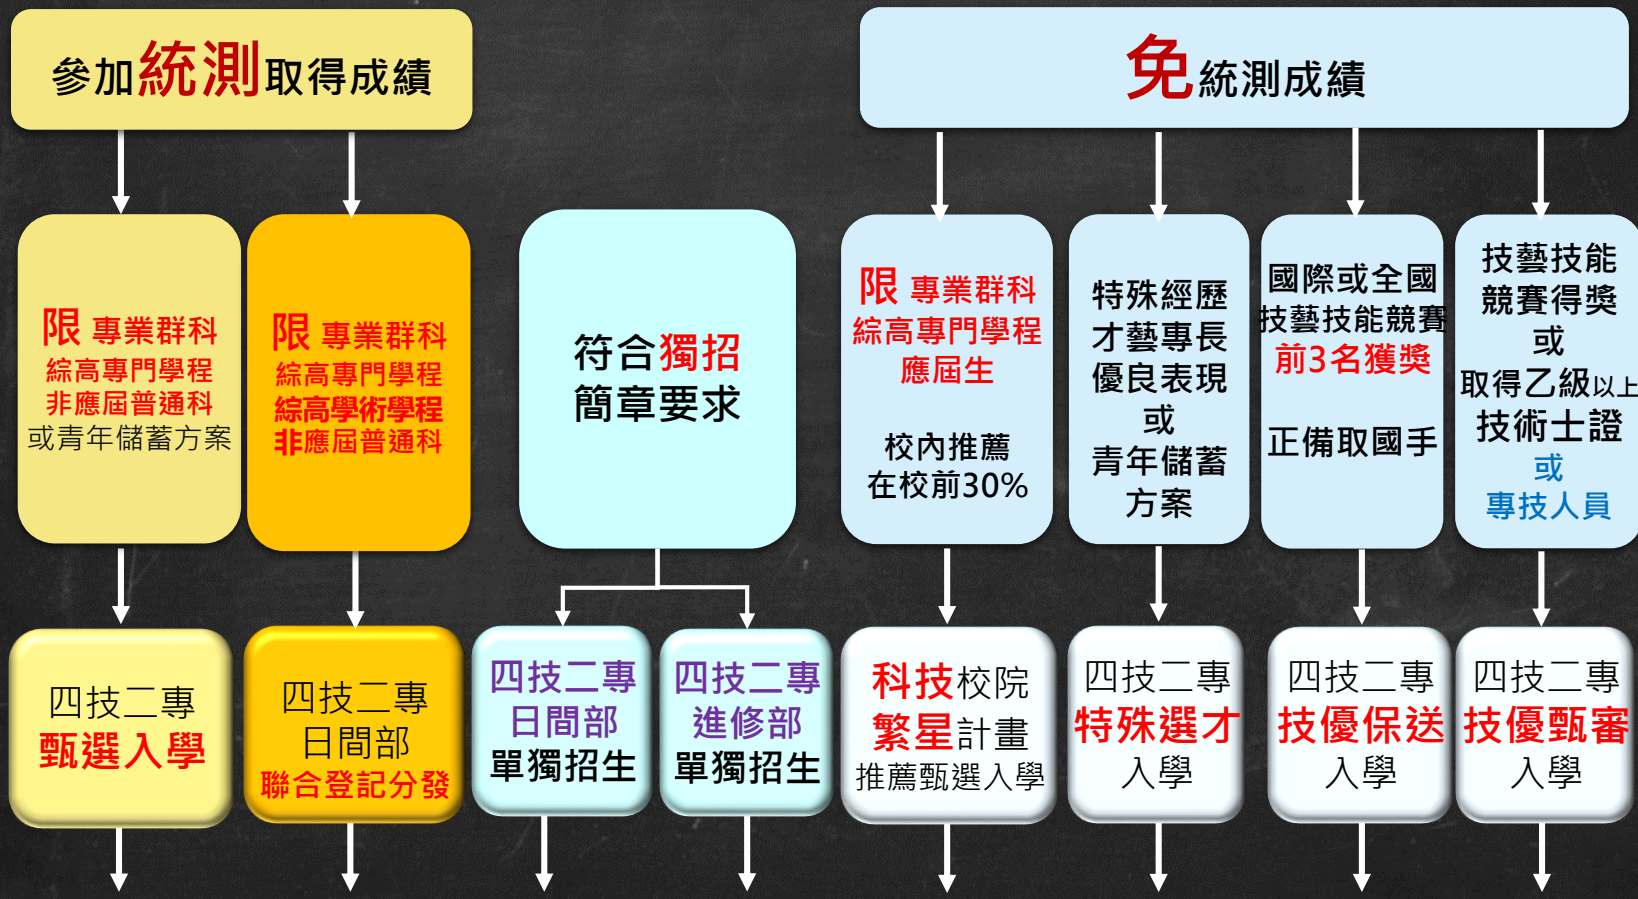 參加統測取得成績
免統測成績
限 專業群科
綜高專門學程
非應屆普通科
或青年儲蓄方案
限 專業群科
綜高專門學程
綜高學術學程
非應屆普通科
符合獨招
簡章要求
限 專業群科
綜高專門學程
應屆生
校內推薦
在校前30%
特殊經歷
才藝專長
優良表現
或
青年儲蓄
方案
國際或全國
技藝技能競賽
前3名獲獎
正備取國手
技藝技能
競賽得獎
或
取得乙級以上
技術士證
或
專技人員
四技二專
甄選入學
四技二專
日間部
聯合登記分發
四技二專
日間部
單獨招生
四技二專
進修部
單獨招生
科技校院
繁星計畫
推薦甄選入學
四技二專
特殊選才
入學
四技二專
技優保送
入學
四技二專
技優甄審
入學